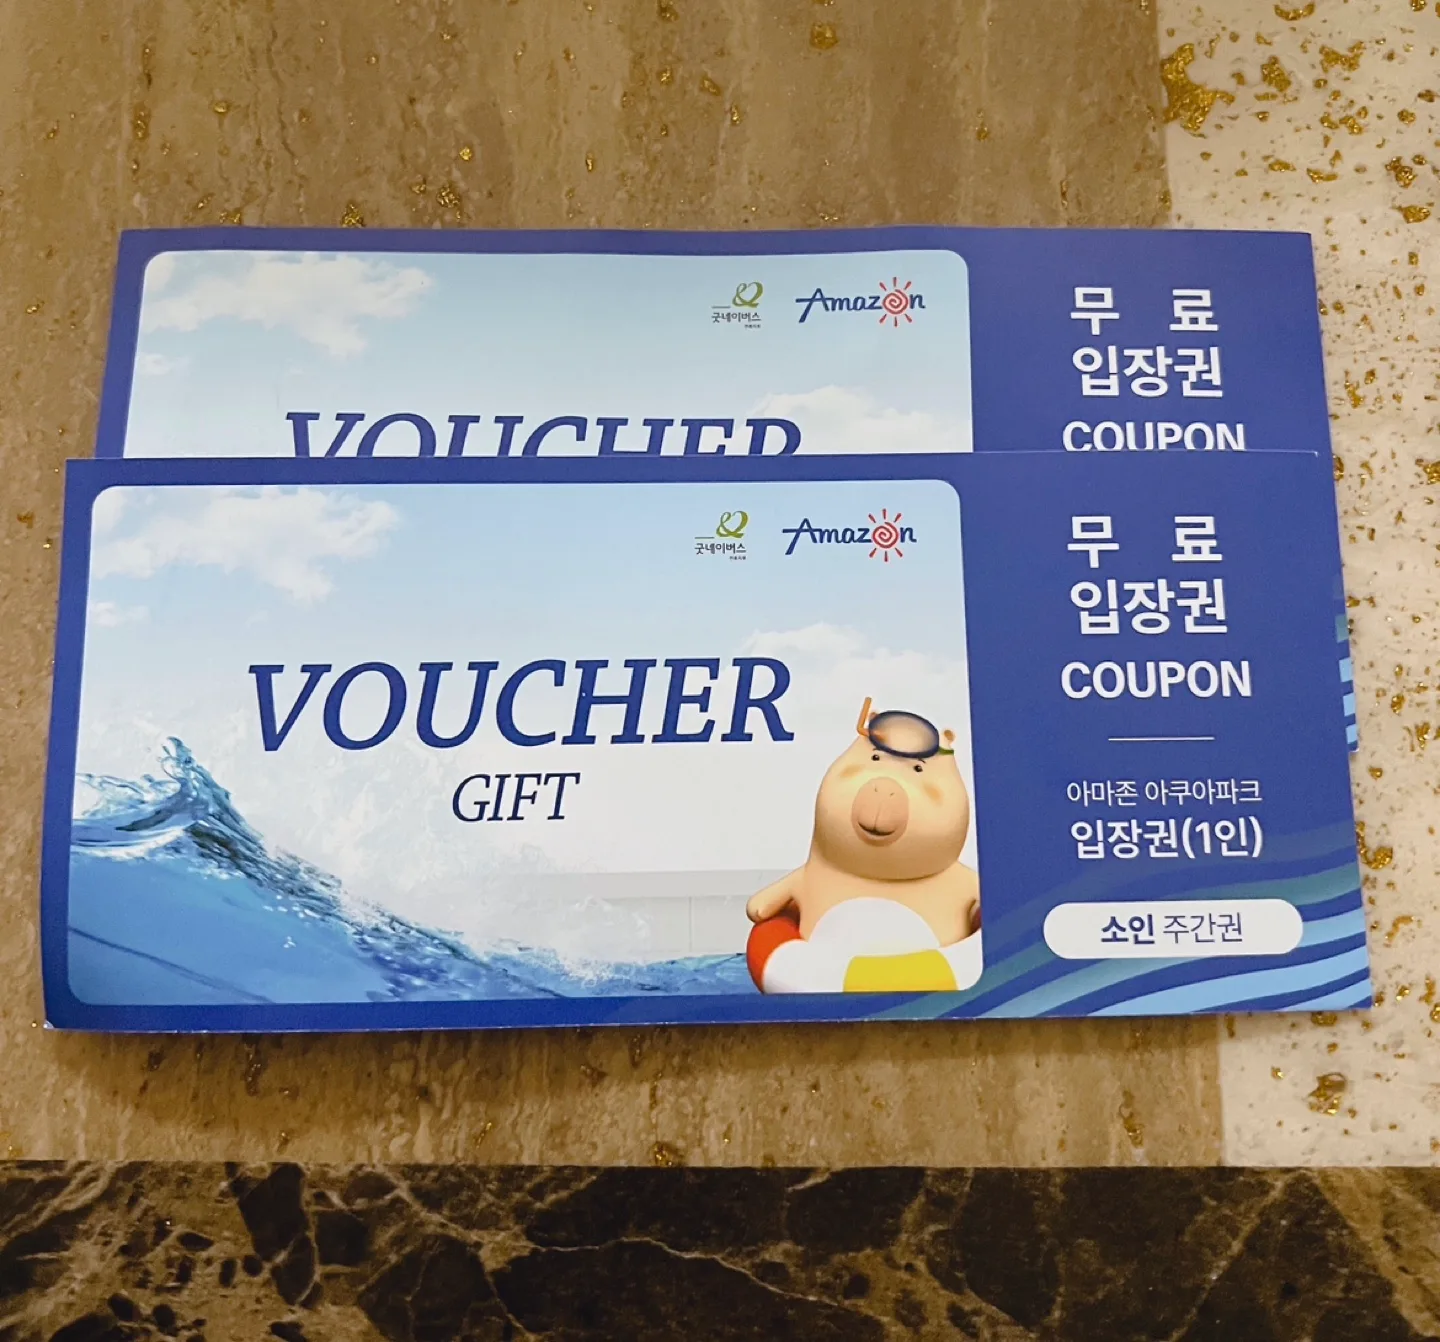 굿네이버스
Amazon
VOUCHER
무 료
입장권
COUPON
굿네이버스
Amazon
VOUCHER
GIFT
무 료
입장권
COUPON
아마존 아쿠아파크
입장권(1인)
소인 주간권